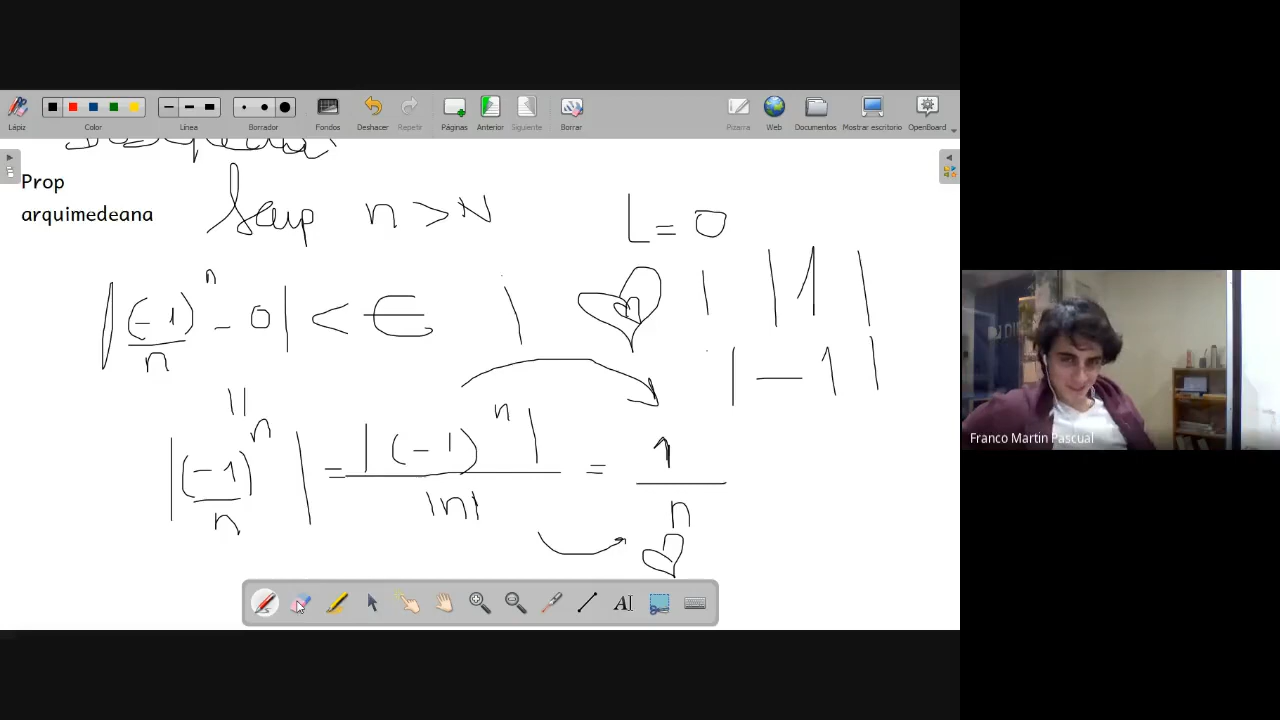 Lápiz Color Línea Borrador Fondos Deshacer Repetir Páginas Anterior Siguiente Borrar Pizarra Web Documentos Mostrar escritorio OpenBoard
Prop
arquimedeana
Sup n > N
L = 0
|(-1)^n/n - 0| < ∈
n | |1|
|-1|
||
|(-1)^n/n| = |(-1)^n|/|n| = 1/n
Franco Martin Pascual
AI